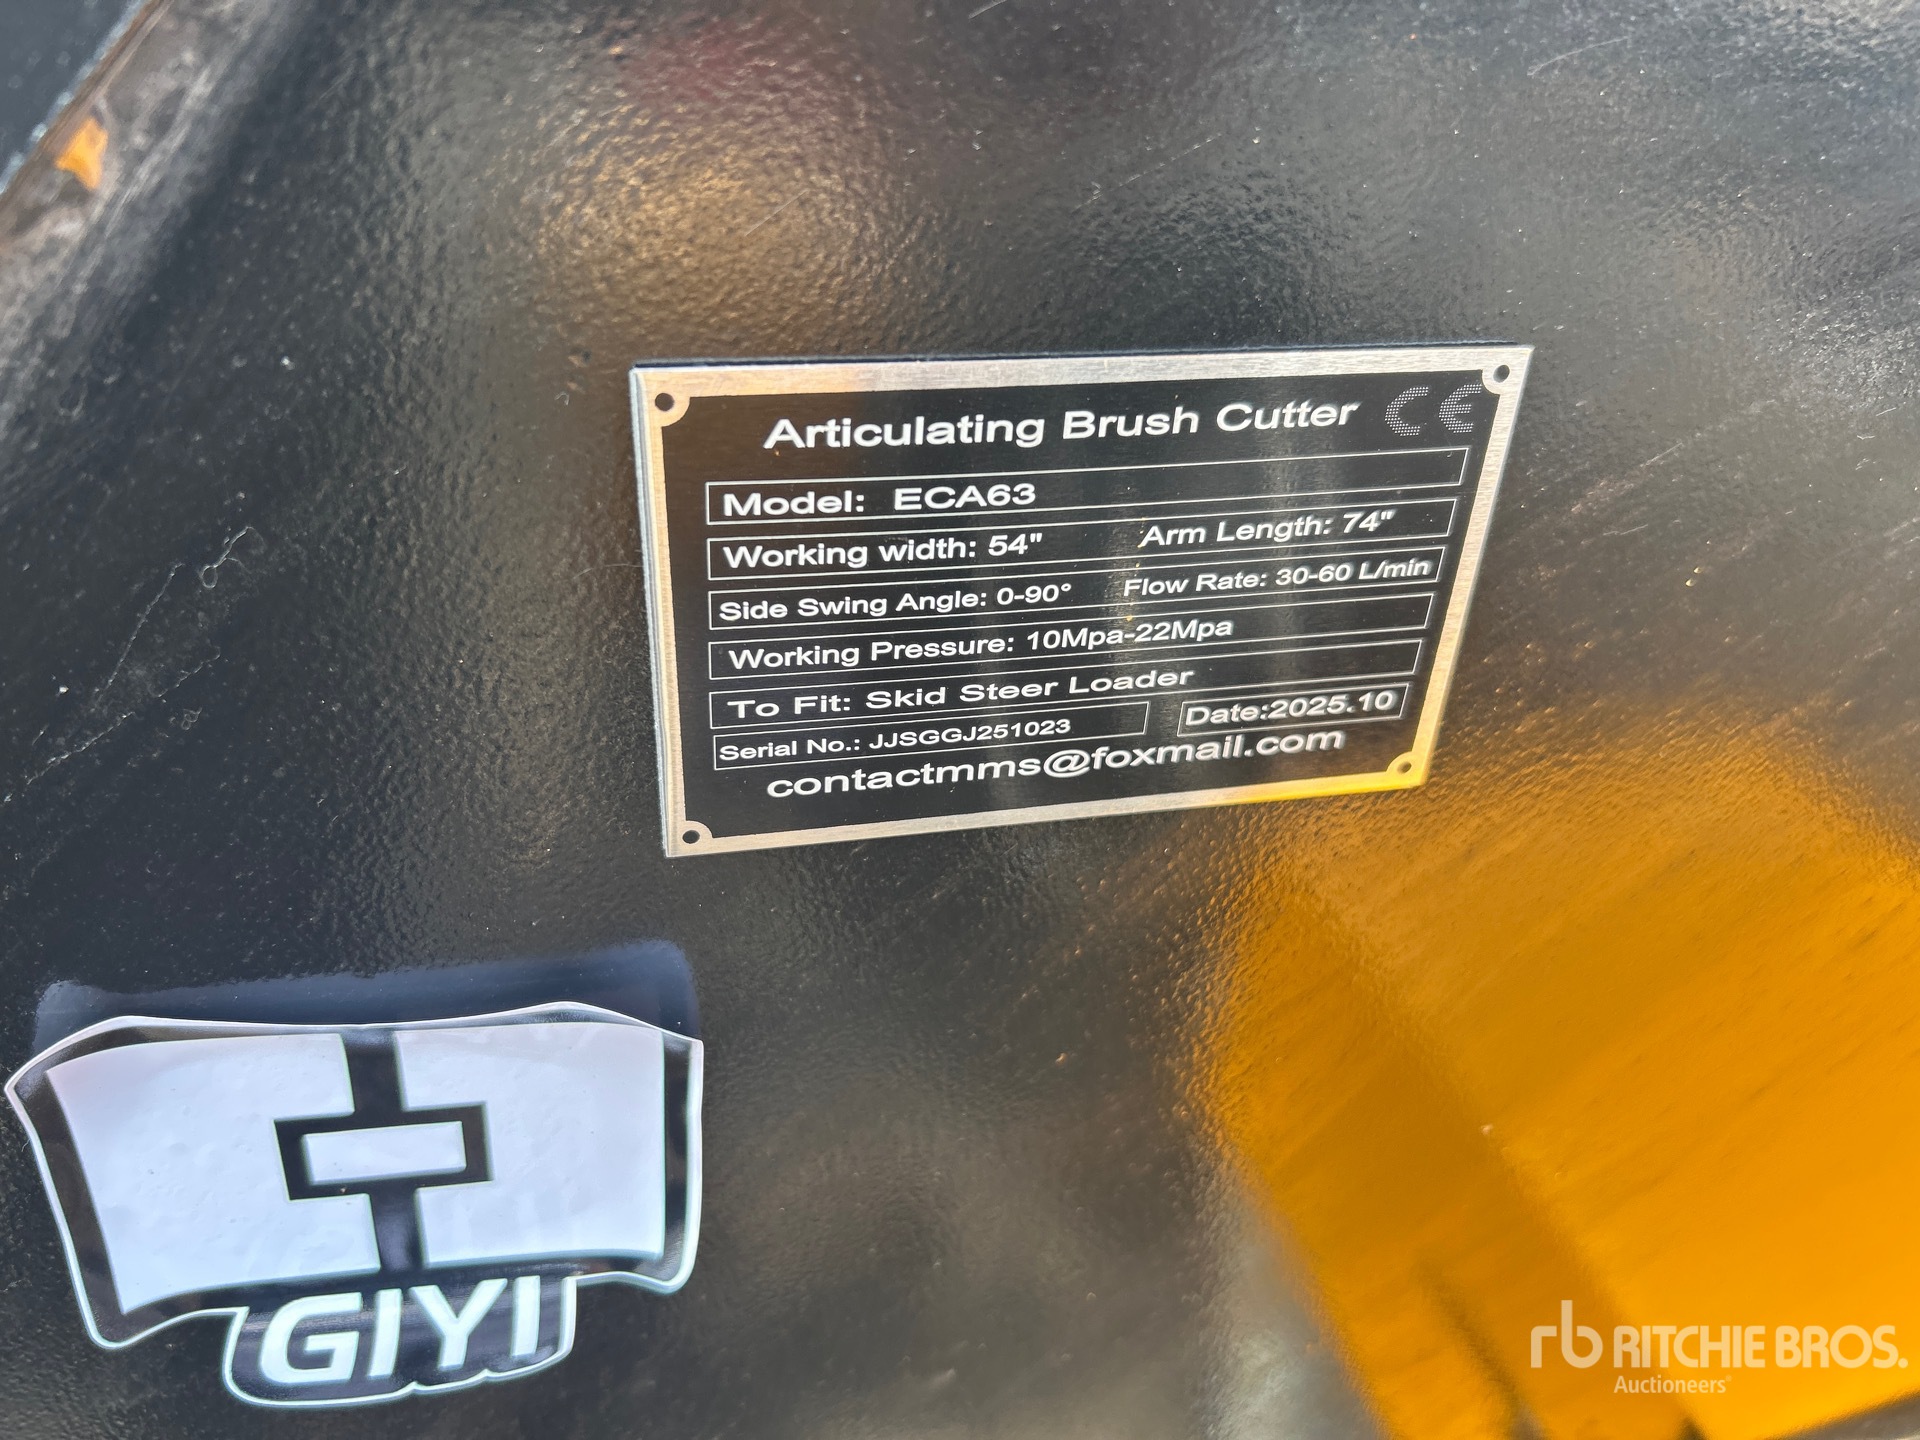 Articulating Brush Cutter CE
Model: ECA63
Working width: 54" Arm Length: 74"
Side Swing Angle: 0-90° Flow Rate: 30-60 L/min
Working Pressure: 10Mpa-22Mpa
To Fit: Skid Steer Loader
Serial No.: JJSGGJ251023 Date:2025.10
contactmms@foxmail.com
GIYI
rb RITCHIE BROS.
Auctioneers